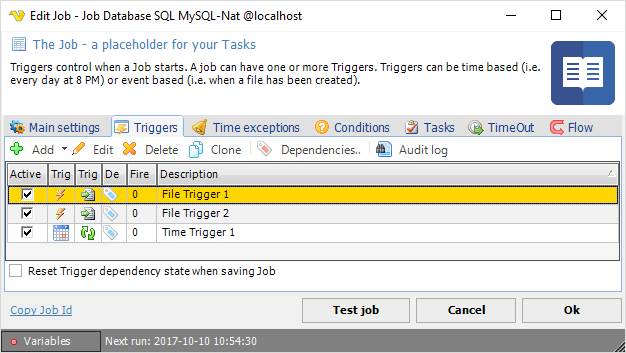 Edit Job - Job Database SQL MySQL-Nat @localhost
The Job - a placeholder for your Tasks
Triggers control when a Job starts. A job can have one or more Triggers. Triggers can be time based (i.e.
every day at 8 PM) or event based (i.e. when a file has been created).
Main settings Triggers Time exceptions Conditions Tasks TimeOut Flow
Add Edit Delete Clone Dependencies.. Audit log
Active Trig Trig De Fire Description
0 File Trigger 1
0 File Trigger 2
0 Time Trigger 1
Reset Trigger dependency state when saving Job
Copy Job Id Test job Cancel Ok
Variables Next run: 2017-10-10 10:54:30